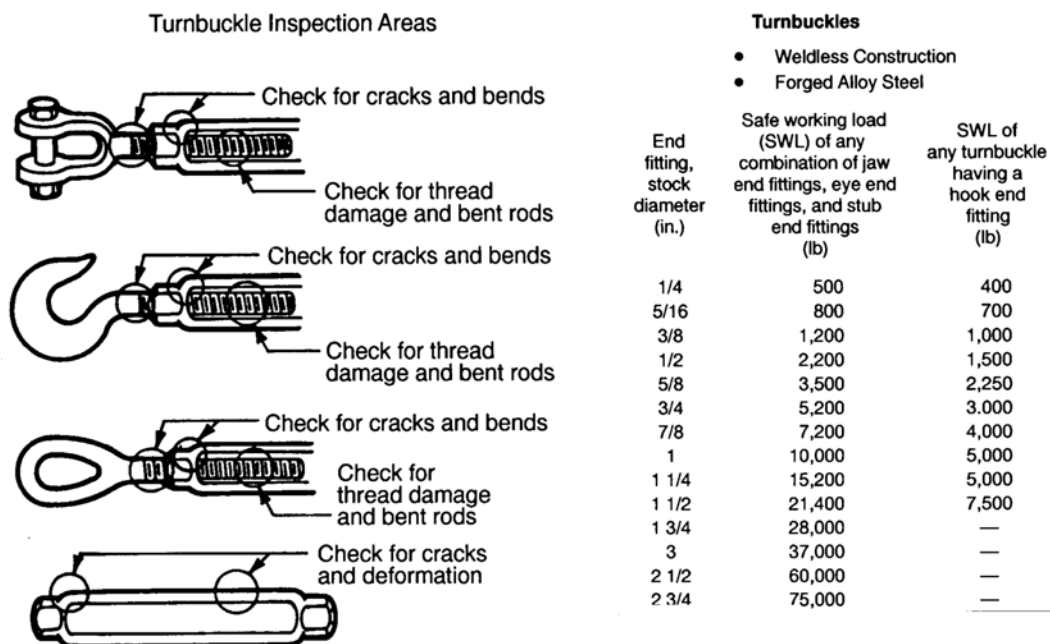 Turnbuckle Inspection Areas
Check for cracks and bends
Check for thread
damage and bent rods
Check for cracks and bends
Check for thread
damage and bent rods
Check for cracks and bends
Check for
thread damage
and bent rods
Check for cracks
and deformation
Turnbuckles
• Weldless Construction
• Forged Alloy Steel
End
fitting,
stock
diameter
(in.)
Safe working load
(SWL) of any
combination of jaw
end fittings, eye end
fittings, and stub
end fittings
(lb)
SWL of
any turnbuckle
having a
hook end
fitting
(lb)
1/4 500 400
5/16 800 700
3/8 1,200 1,000
1/2 2,200 1,500
5/8 3,500 2,250
3/4 5,200 3.000
7/8 7,200 4,000
1 10,000 5,000
1 1/4 15,200 5,000
1 1/2 21,400 7,500
1 3/4 28,000 —
3 37,000 —
2 1/2 60,000 —
2 3/4 75,000 —